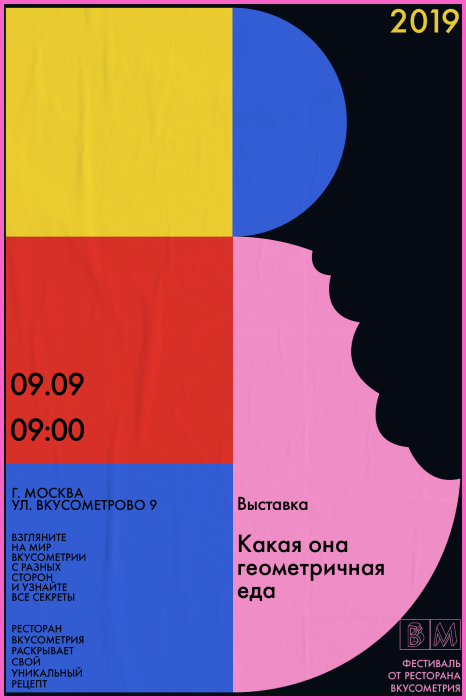 2019
09.09
09:00
Г. МОСКВА
УЛ. ВКУСОМЕТРОВО 9
Выставка
ВЗГЛЯНИТЕ
НА МИР
ВКУСОМЕТРИИ
С РАЗНЫХ
СТОРОН
И УЗНАЙТЕ
ВСЕ СЕКРЕТЫ
Какая она
геометричная
еда
РЕСТОРАН
ВКУСОМЕТРИЯ
РАСКРЫВАЕТ
СВОЙ
УНИКАЛЬНЫЙ
РЕЦЕПТ
ВМ
ФЕСТИВАЛЬ
ОТ РЕСТОРАНА
ВКУСОМЕТРИЯ